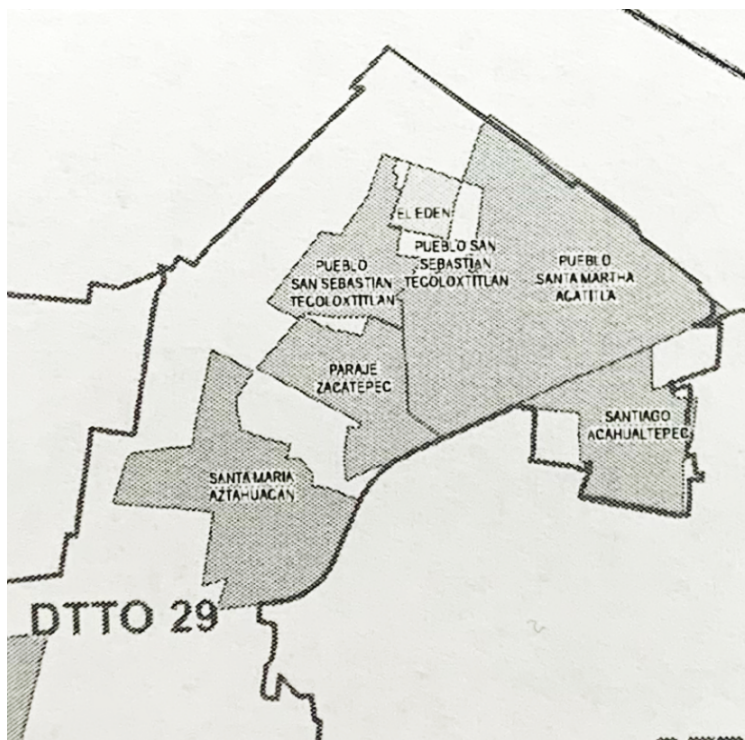 EL EDEN
PUEBLO SAN
SEBASTIAN
TECOLOXTITLAN
PUEBLO
SAN SEBASTIAN
TECOLOXTITLAN
PUEBLO
SANTA MARTHA
ACATITLA
PARAJE
ZACATEPEC
SANTIAGO
ACAHUALTEPEC
SANTA MARIA
AZTAHUACAN
DTTO 29